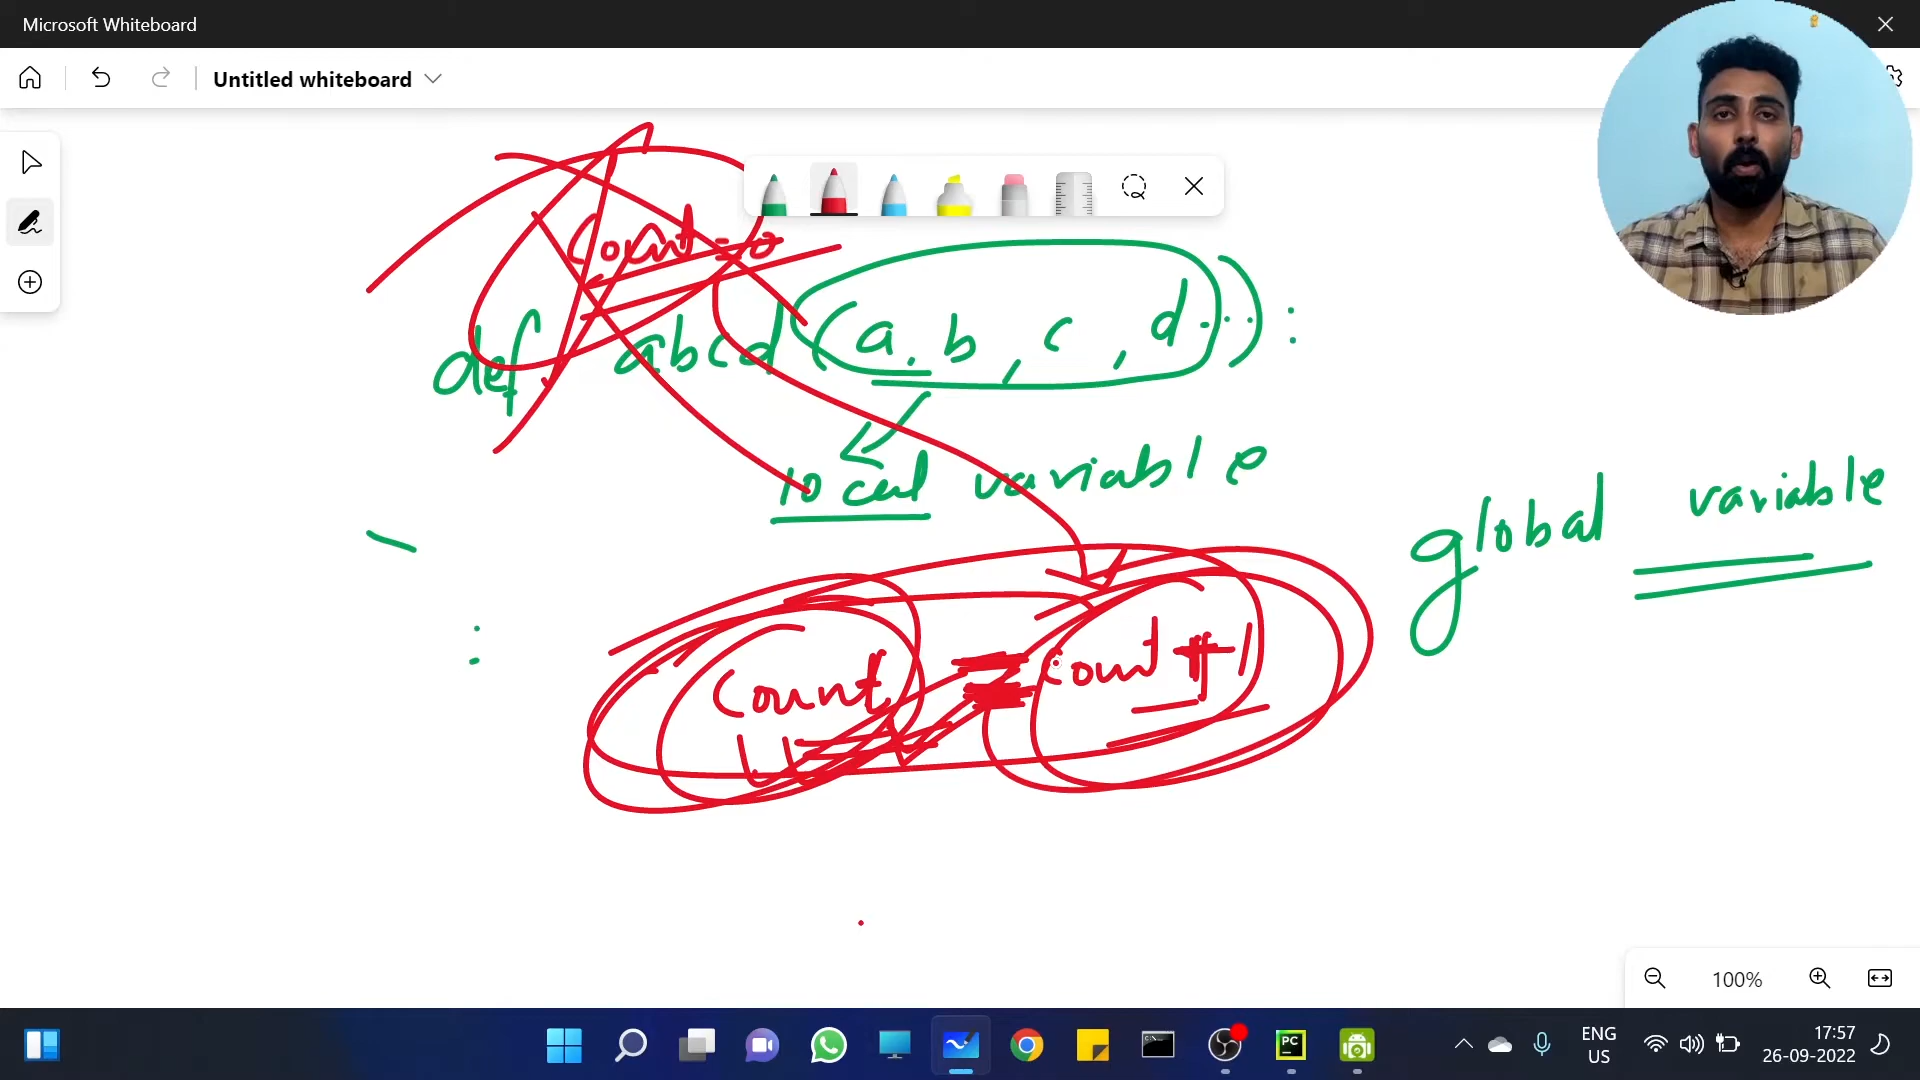 Microsoft Whiteboard
Untitled whiteboard
Count = 0
def abcd (a, b, c, d...):
local variable
global variable
Count = Count + 1
100%
ENG
US
17:57
26-09-2022
PC